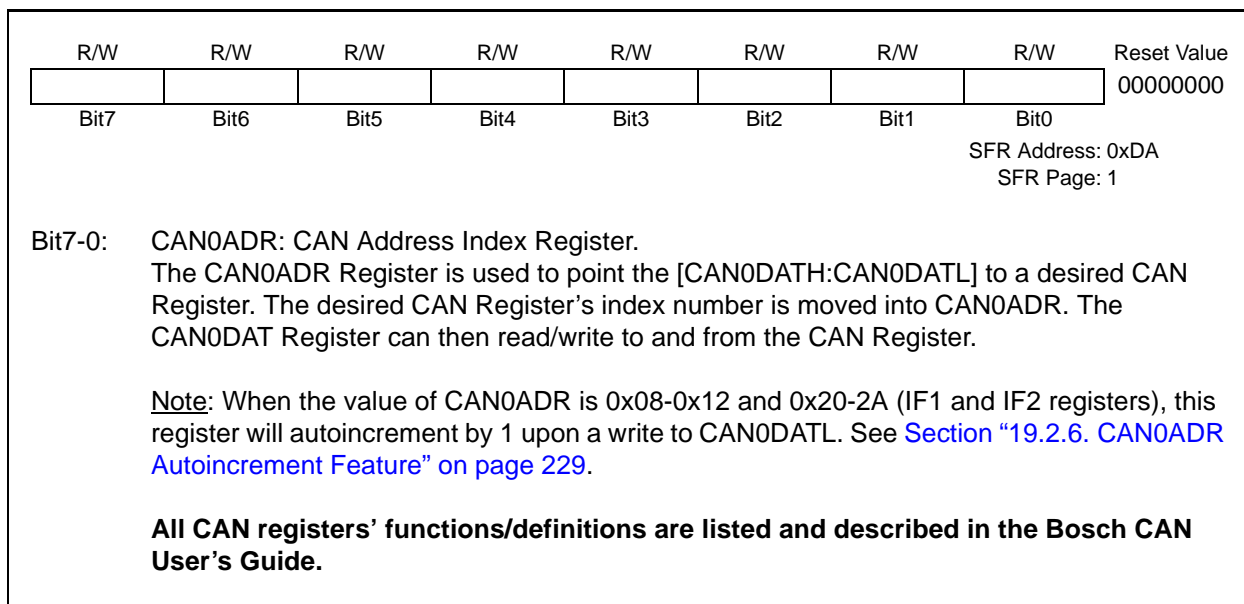 R/W R/W R/W R/W R/W R/W R/W R/W Reset Value
00000000
Bit7 Bit6 Bit5 Bit4 Bit3 Bit2 Bit1 Bit0
SFR Address: 0xDA
SFR Page: 1
Bit7-0: CAN0ADR: CAN Address Index Register.
The CAN0ADR Register is used to point the [CAN0DATH:CAN0DATL] to a desired CAN
Register. The desired CAN Register’s index number is moved into CAN0ADR. The
CAN0DAT Register can then read/write to and from the CAN Register.
Note: When the value of CAN0ADR is 0x08-0x12 and 0x20-2A (IF1 and IF2 registers), this
register will autoincrement by 1 upon a write to CAN0DATL. See Section “19.2.6. CAN0ADR
Autoincrement Feature” on page 229.
All CAN registers’ functions/definitions are listed and described in the Bosch CAN
User’s Guide.